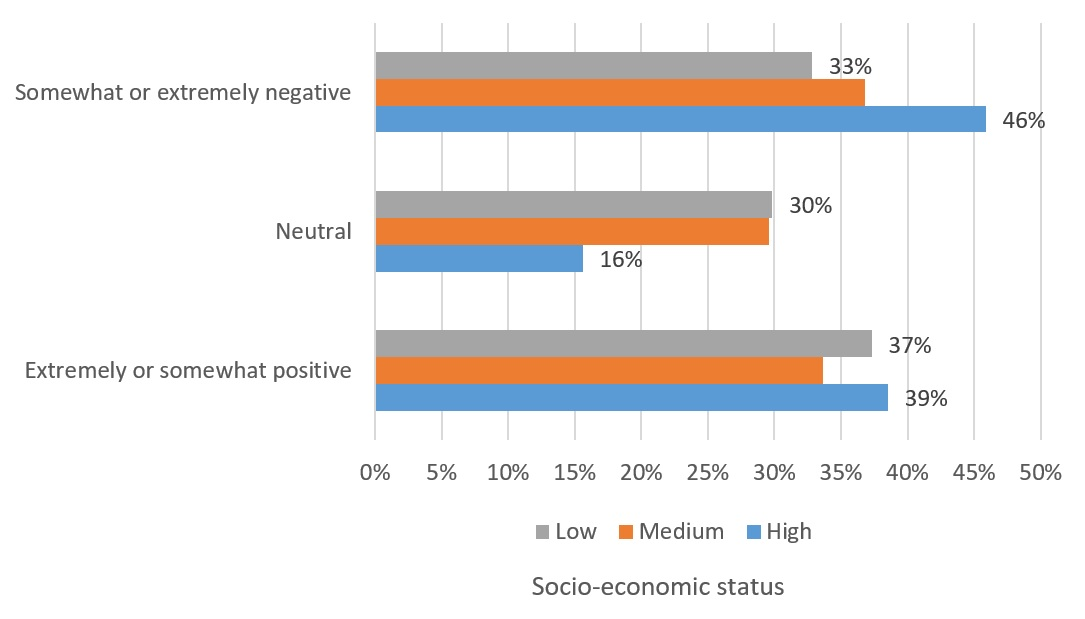 Somewhat or extremely negative
33%
46%
Neutral
30%
16%
Extremely or somewhat positive
37%
39%
0% 5% 10% 15% 20% 25% 30% 35% 40% 45% 50%
Low Medium High
Socio-economic status